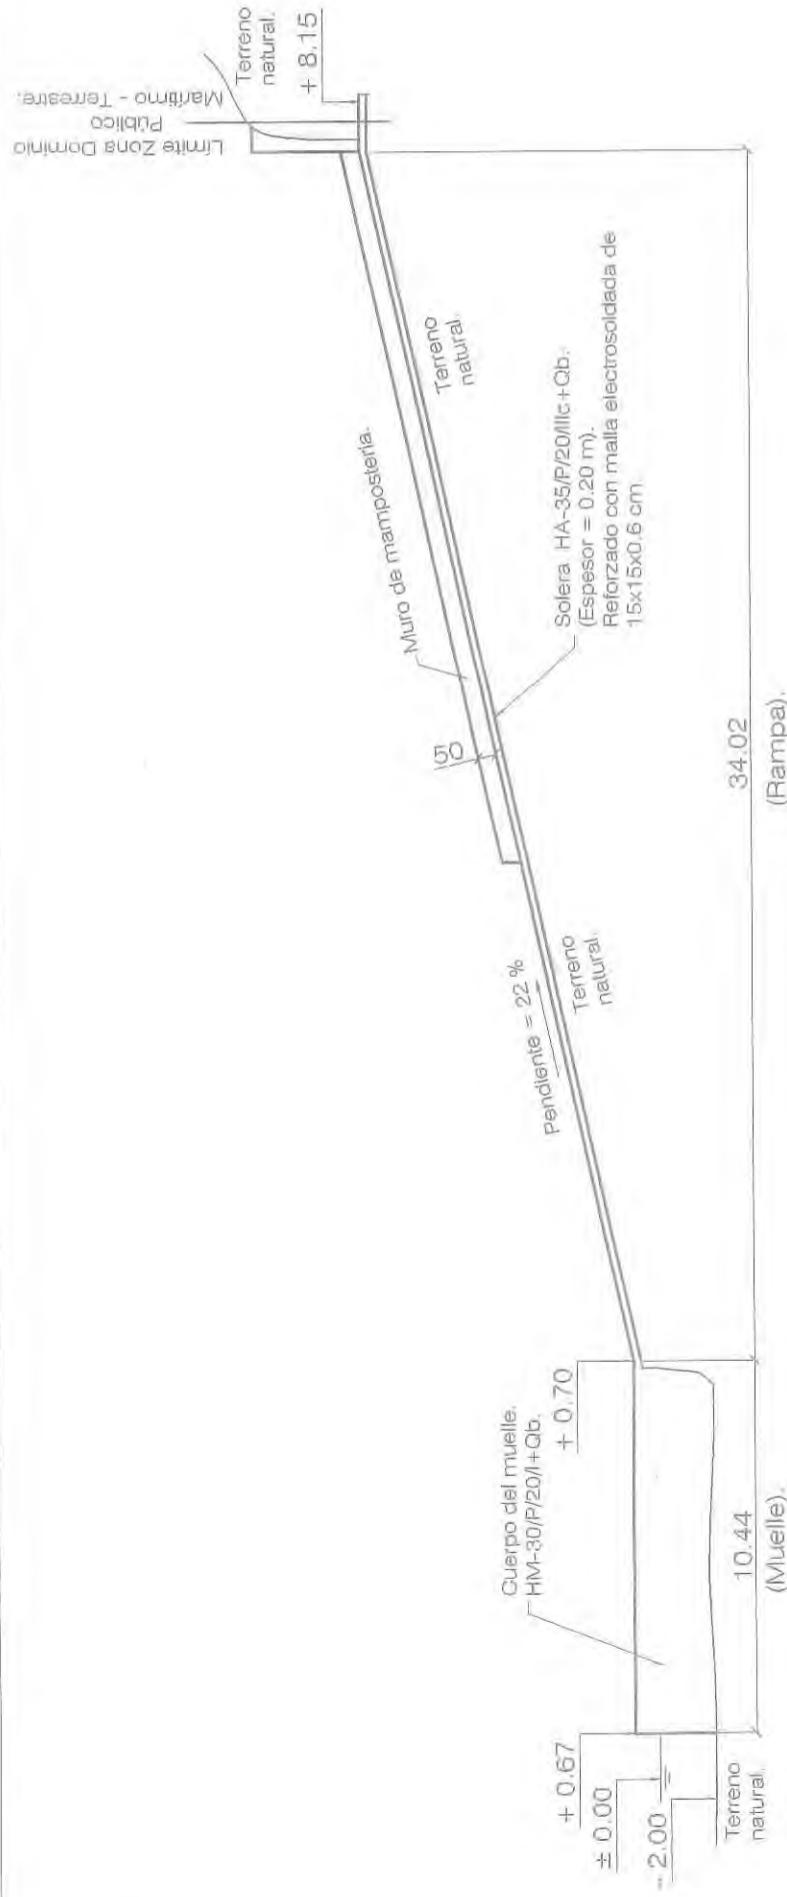 Límite Zona Dominio
Público
Marítimo - Terrestre.
Terreno
natural.
+ 8.15
Muro de mampostería.
Terreno
natural.
50
Solera HA-35/P/20/IIIc+Qb.
(Espesor = 0.20 m).
Reforzado con malla electrosoldada de
15x15x0.6 cm
Pendiente = 22 %
Terreno
natural.
34.02
(Rampa).
Cuerpo del muelle.
HM-30/P/20/I+Qb.
+ 0.70
10.44
(Muelle).
+ 0.67
± 0.00
- 2.00
Terreno
natural.